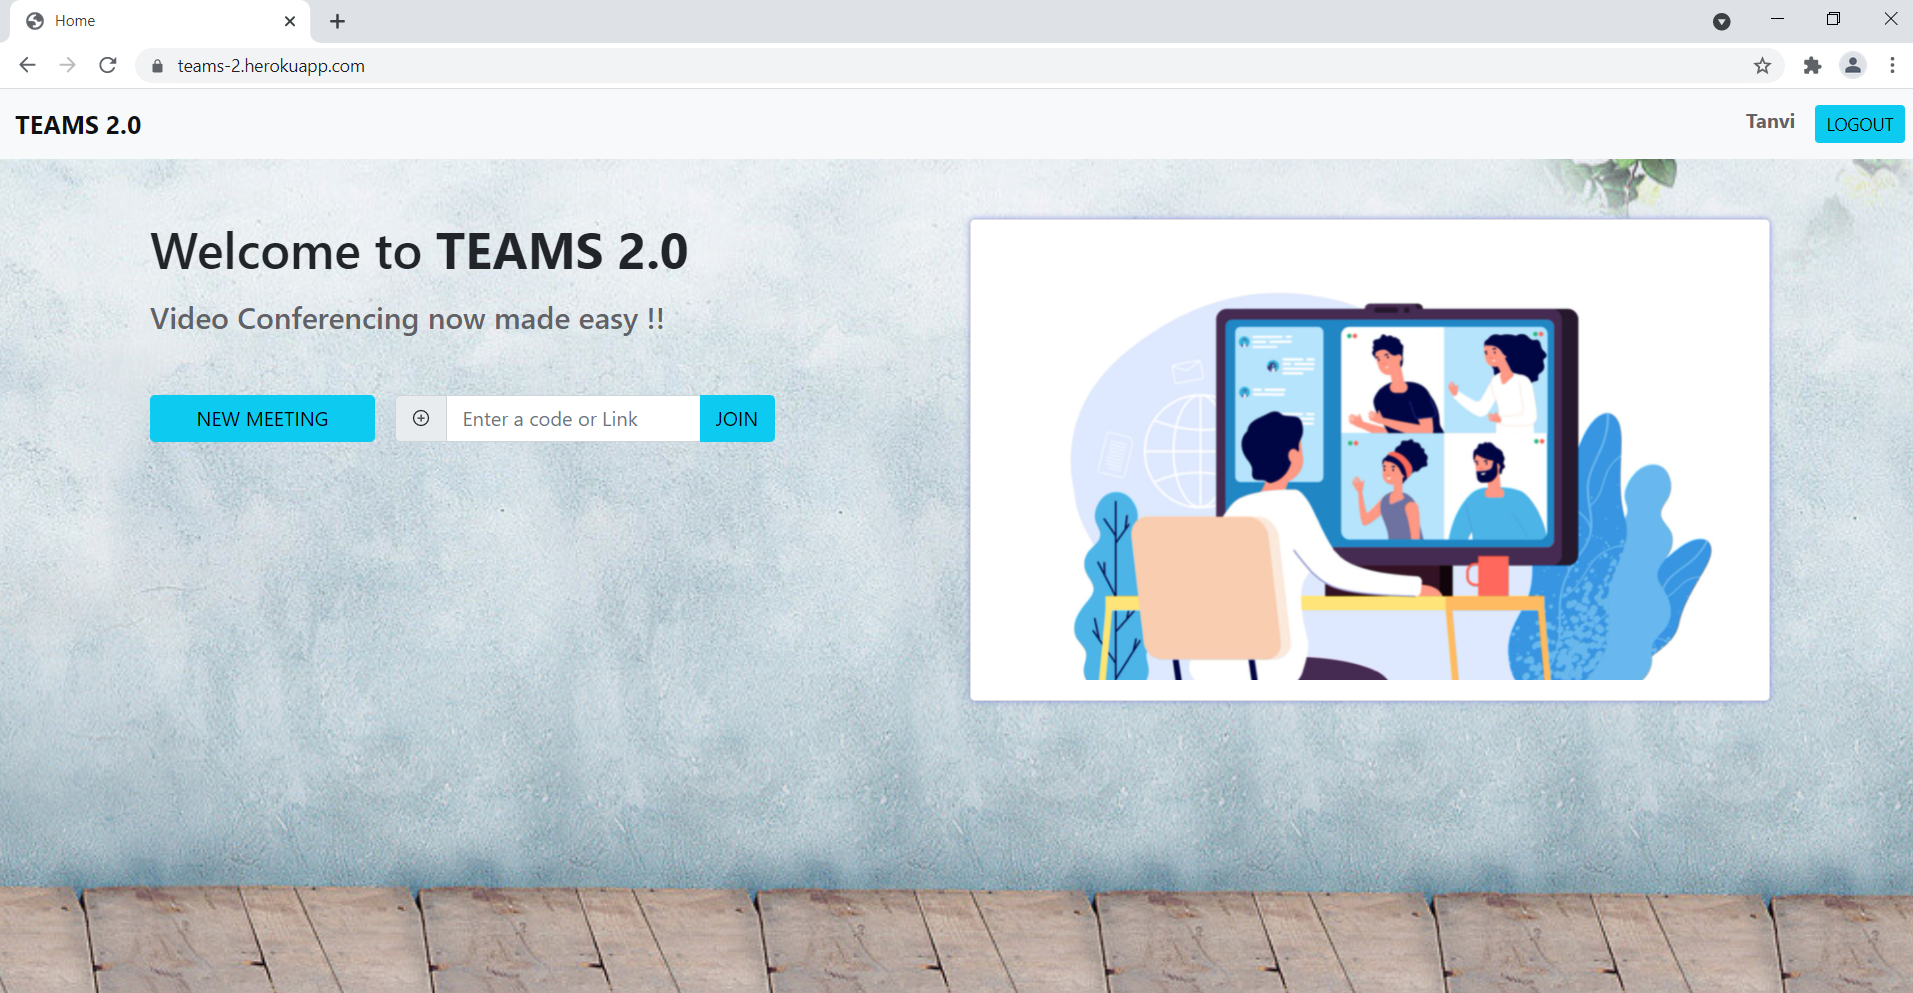 Home
teams-2.herokuapp.com
TEAMS 2.0
Tanvi
LOGOUT
Welcome to TEAMS 2.0
Video Conferencing now made easy !!
NEW MEETING
Enter a code or Link
JOIN